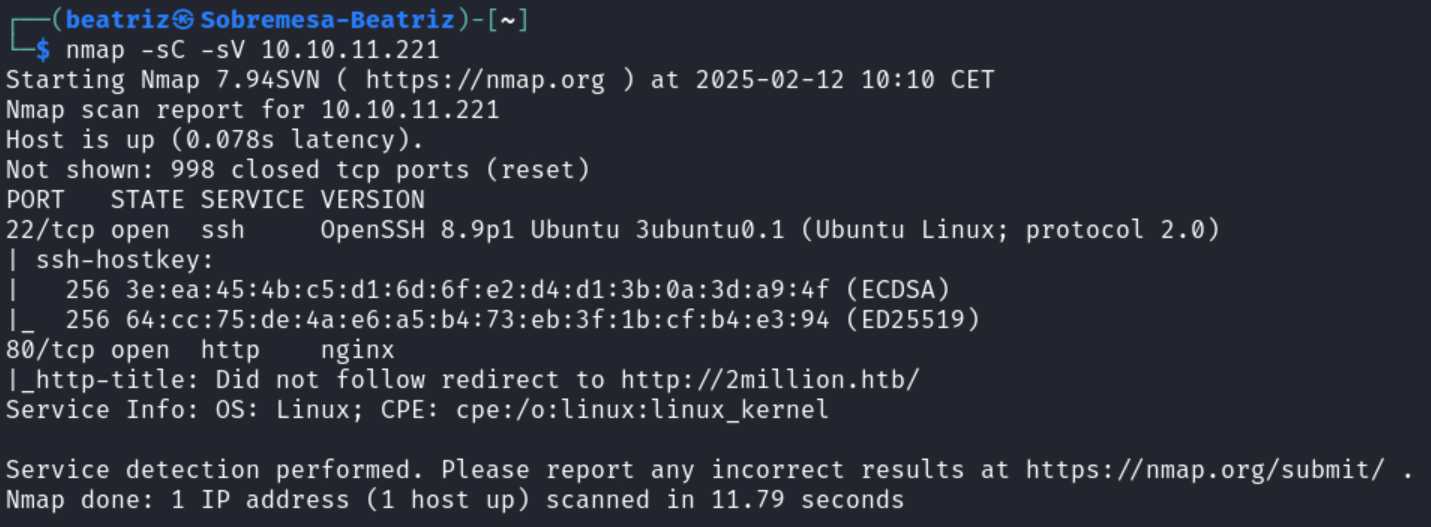 ┌──(beatriz㉿Sobremesa-Beatriz)-[~]
└─$ nmap -sC -sV 10.10.11.221
Starting Nmap 7.94SVN ( https://nmap.org ) at 2025-02-12 10:10 CET
Nmap scan report for 10.10.11.221
Host is up (0.078s latency).
Not shown: 998 closed tcp ports (reset)
PORT   STATE SERVICE VERSION
22/tcp open  ssh     OpenSSH 8.9p1 Ubuntu 3ubuntu0.1 (Ubuntu Linux; protocol 2.0)
| ssh-hostkey:
|   256 3e:ea:45:4b:c5:d1:6d:6f:e2:d4:d1:3b:0a:3d:a9:4f (ECDSA)
|_  256 64:cc:75:de:4a:e6:a5:b4:73:eb:3f:1b:cf:b4:e3:94 (ED25519)
80/tcp open  http    nginx
|_http-title: Did not follow redirect to http://2million.htb/
Service Info: OS: Linux; CPE: cpe:/o:linux:linux_kernel

Service detection performed. Please report any incorrect results at https://nmap.org/submit/ .
Nmap done: 1 IP address (1 host up) scanned in 11.79 seconds